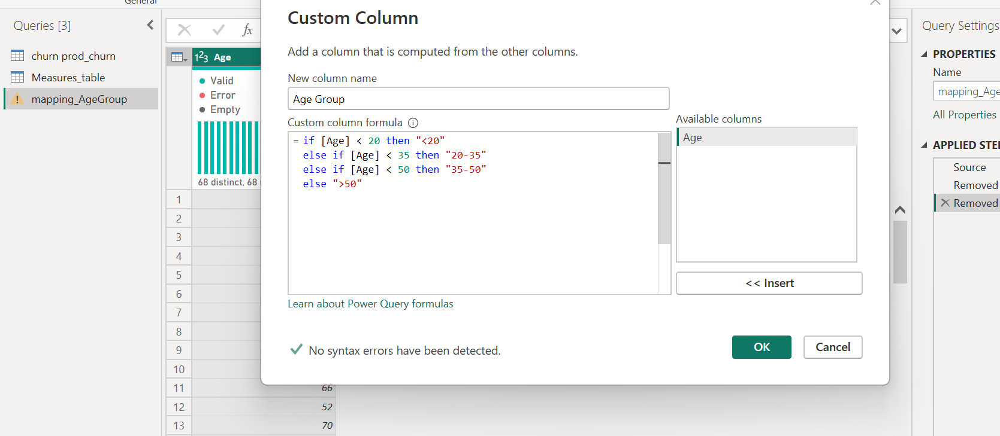 General
Queries [3]
churn prod_churn
Measures_table
mapping_AgeGroup
fx
1²3 Age
Valid
Error
Empty
68 distinct, 68
1
2
3
4
5
6
7
8
9
10
11
66
12
52
13
70
Custom Column
Add a column that is computed from the other columns.
New column name
Age Group
Custom column formula
= if [Age] < 20 then "<20"
else if [Age] < 35 then "20-35"
else if [Age] < 50 then "35-50"
else ">50"
Available columns
Age
<< Insert
Learn about Power Query formulas
No syntax errors have been detected.
OK
Cancel
Query Settings
PROPERTIES
Name
mapping_Age
All Properties
APPLIED STE
Source
Removed
Removed